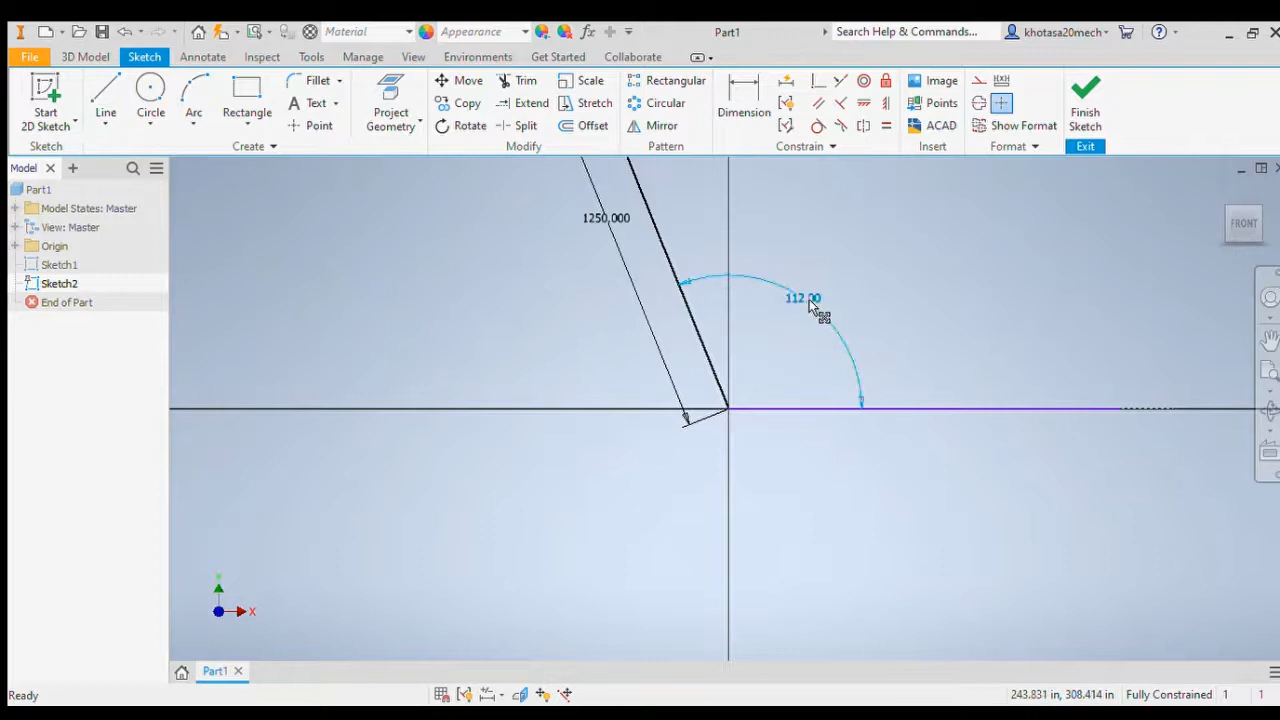 Material
Appearance
fx
Part1
Search Help & Commands...
khotasa20mech
File
3D Model
Sketch
Annotate
Inspect
Tools
Manage
View
Environments
Get Started
Collaborate
Start
2D Sketch
Line
Circle
Arc
Rectangle
Fillet
Text
Point
Project
Geometry
Move
Copy
Rotate
Trim
Extend
Split
Scale
Stretch
Offset
Rectangular
Circular
Mirror
Dimension
Image
Points
ACAD
Show Format
Finish
Sketch
Sketch
Create
Modify
Pattern
Constrain
Insert
Format
Exit
Model
Part1
Model States: Master
View: Master
Origin
Sketch1
Sketch2
End of Part
1250,000
112,00
FRONT
Y
X
Part1
Ready
243.831 in, 308.414 in
Fully Constrained
1
1